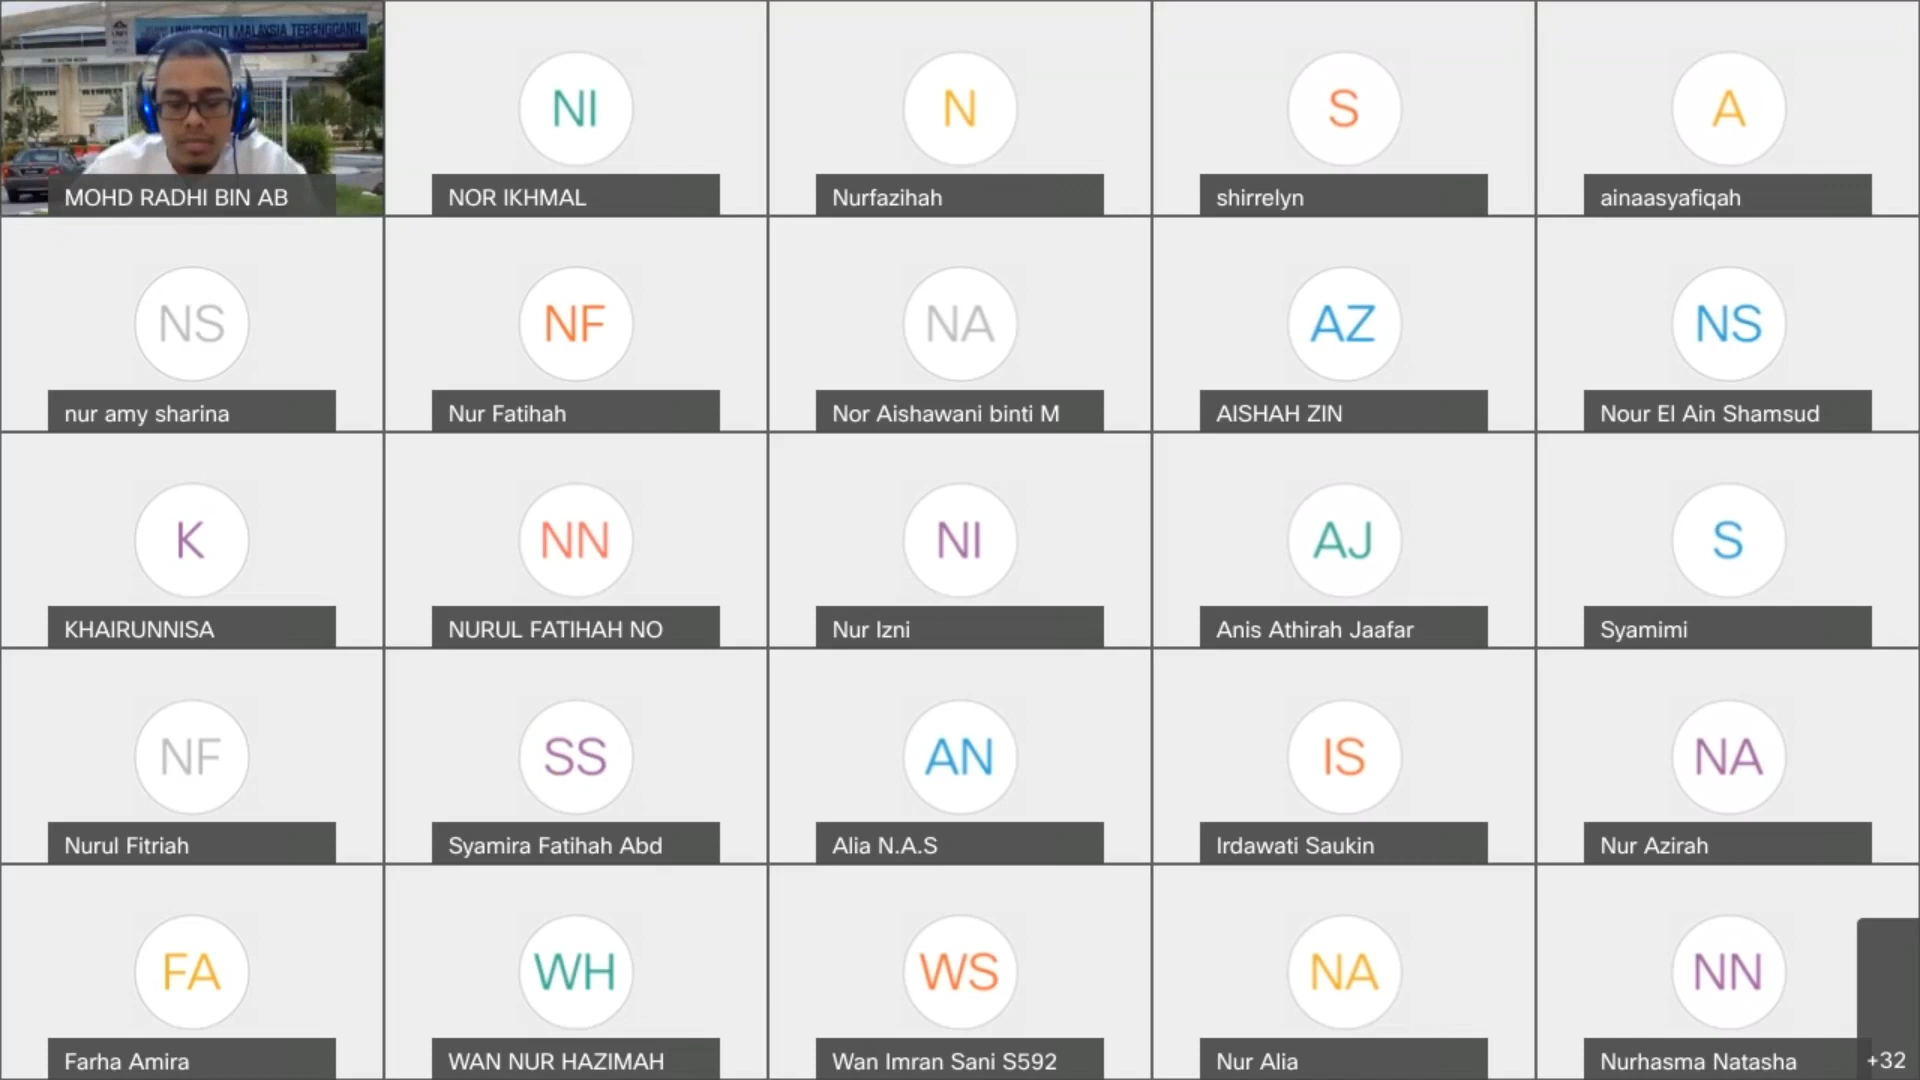 UNIVERSITI MALAYSIA TERENGGANU
MOHD RADHI BIN AB
NI
NOR IKHMAL
N
Nurfazihah
S
shirrelyn
A
ainaasyafiqah
NS
nur amy sharina
NF
Nur Fatihah
NA
Nor Aishawani binti M
AZ
AISHAH ZIN
NS
Nour El Ain Shamsud
K
KHAIRUNNISA
NN
NURUL FATIHAH NO
NI
Nur Izni
AJ
Anis Athirah Jaafar
S
Syamimi
NF
Nurul Fitriah
SS
Syamira Fatihah Abd
AN
Alia N.A.S
IS
Irdawati Saukin
NA
Nur Azirah
FA
Farha Amira
WH
WAN NUR HAZIMAH
WS
Wan Imran Sani S592
NA
Nur Alia
NN
Nurhasma Natasha
+32